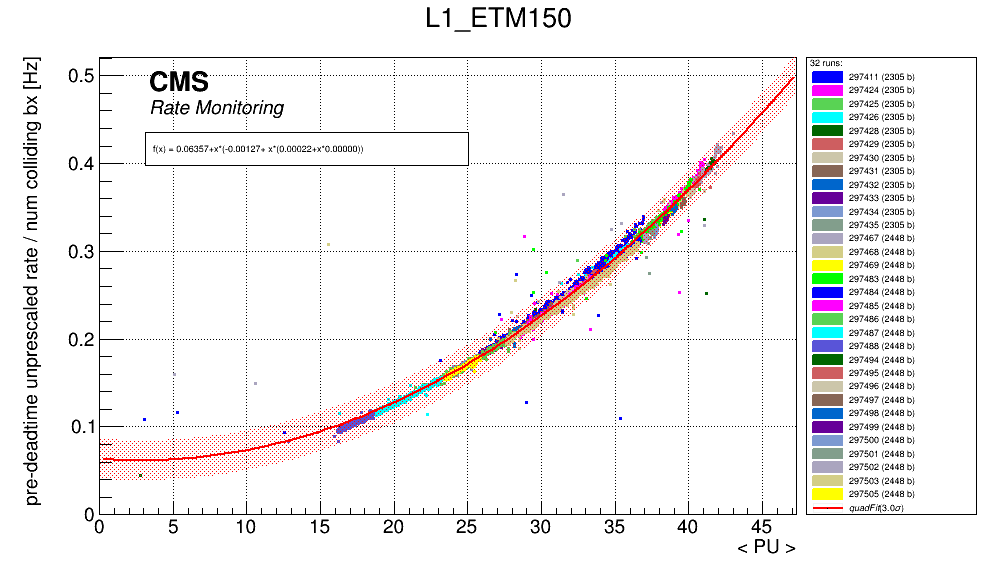 L1_ETM150
pre-deadtime unprescaled rate / num colliding bx [Hz]
CMS
Rate Monitoring
f(x) = 0.06357+x*(-0.00127+ x*(0.00022+x*0.00000))
0.5
0.4
0.3
0.2
0.1
0
0 5 10 15 20 25 30 35 40 45
< PU >
32 runs:
297411 (2305 b)
297424 (2305 b)
297425 (2305 b)
297426 (2305 b)
297428 (2305 b)
297429 (2305 b)
297430 (2305 b)
297431 (2305 b)
297432 (2305 b)
297433 (2305 b)
297434 (2305 b)
297435 (2305 b)
297467 (2448 b)
297468 (2448 b)
297469 (2448 b)
297483 (2448 b)
297484 (2448 b)
297485 (2448 b)
297486 (2448 b)
297487 (2448 b)
297488 (2448 b)
297494 (2448 b)
297495 (2448 b)
297496 (2448 b)
297497 (2448 b)
297498 (2448 b)
297499 (2448 b)
297500 (2448 b)
297501 (2448 b)
297502 (2448 b)
297503 (2448 b)
297505 (2448 b)
quadFit(3.0σ)